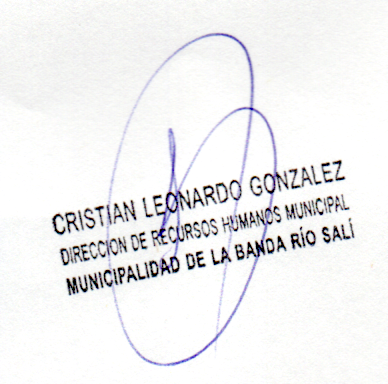 CRISTIAN LEONARDO GONZALEZ
DIRECCION DE RECURSOS HUMANOS MUNICIPAL
MUNICIPALIDAD DE LA BANDA RÍO SALÍ